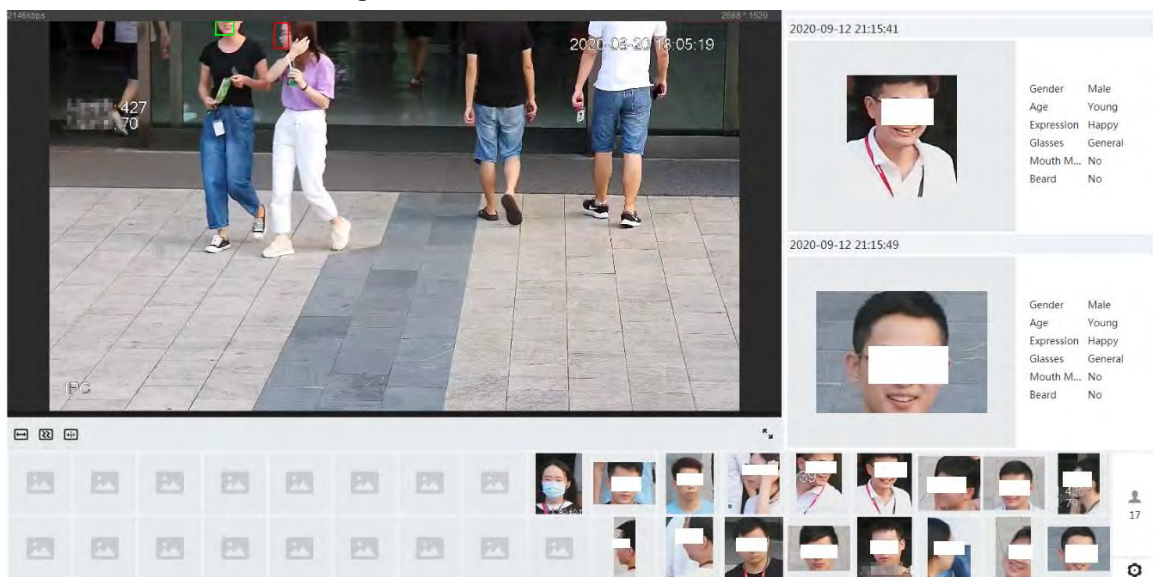 2146kbps
2688 * 1520
2020-08-20 18:05:19
: 427
: 70
IPC
2020-09-12 21:15:41
Gender Male
Age Young
Expression Happy
Glasses General
Mouth M... No
Beard No
2020-09-12 21:15:49
Gender Male
Age Young
Expression Happy
Glasses General
Mouth M... No
Beard No
17